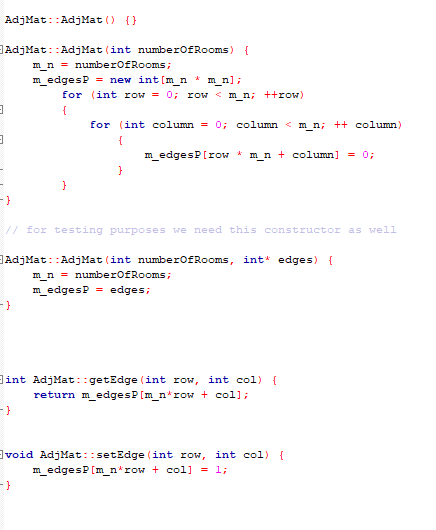 AdjMat::AdjMat() {}
AdjMat::AdjMat(int numberOfRooms) {
m_n = numberOfRooms;
m_edgesP = new int[m_n * m_n];
for (int row = 0; row < m_n; ++row)
{
for (int column = 0; column < m_n; ++ column)
{
m_edgesP[row * m_n + column] = 0;
}
}
}
// for testing purposes we need this constructor as well
AdjMat::AdjMat(int numberOfRooms, int* edges) {
m_n = numberOfRooms;
m_edgesP = edges;
}
int AdjMat::getEdge(int row, int col) {
return m_edgesP[m_n*row + col];
}
void AdjMat::setEdge(int row, int col) {
m_edgesP[m_n*row + col] = 1;
}